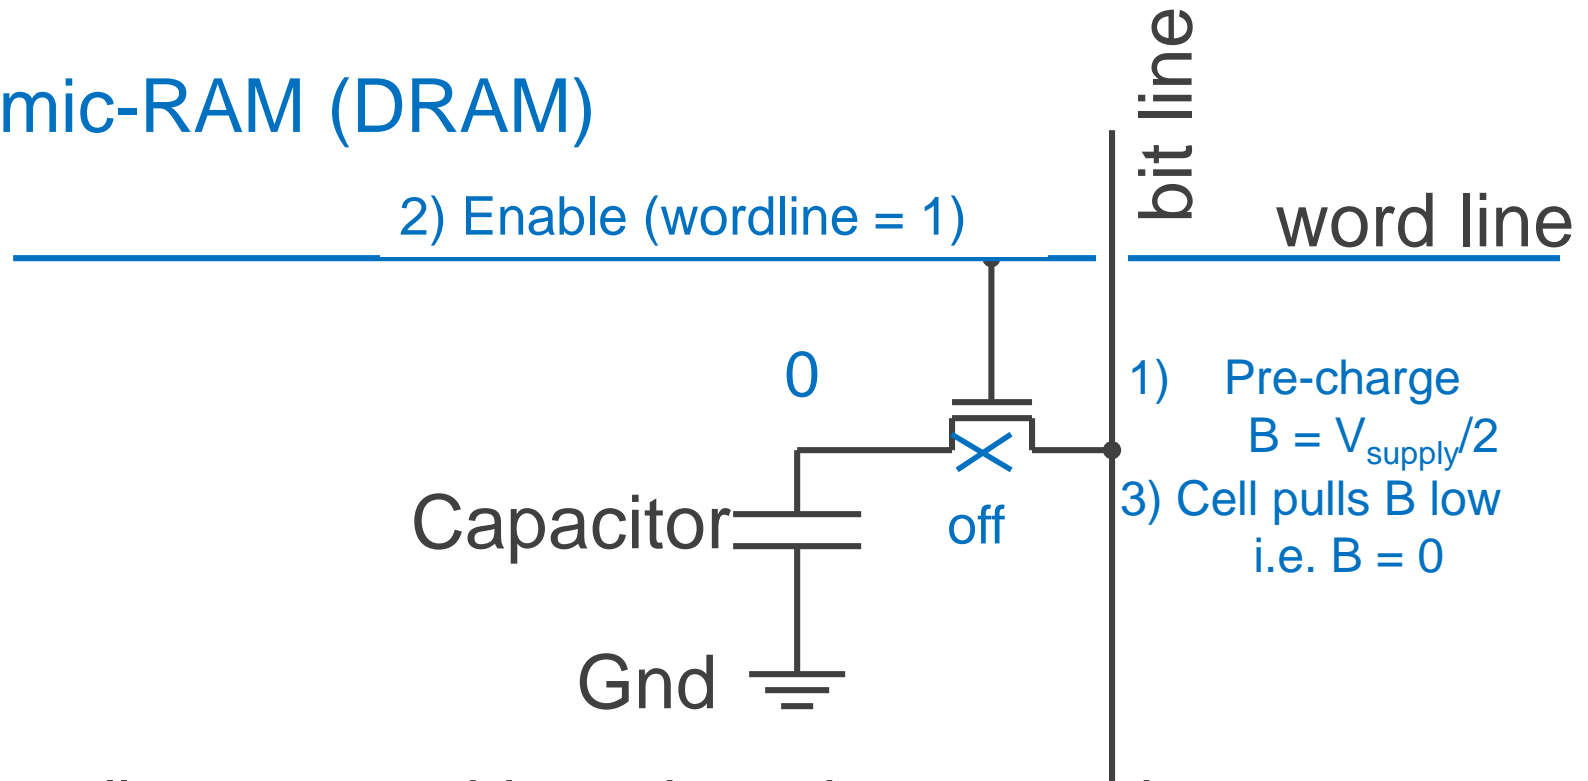 mic-RAM (DRAM)
bit line
2) Enable (wordline = 1)
word line
0
1) Pre-charge
B = Vsupply/2
Capacitor
off
3) Cell pulls B low
i.e. B = 0
Gnd